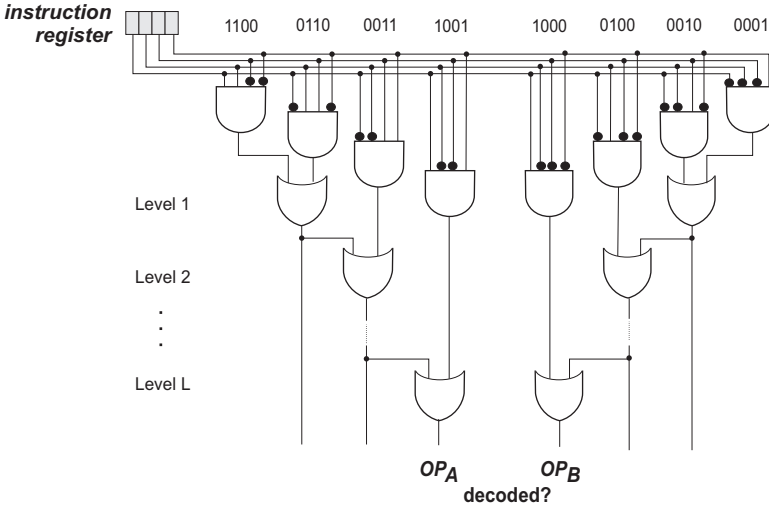 instruction
register
1100 0110 0011 1001 1000 0100 0010 0001
Level 1
Level 2
.
.
.
Level L
OPA OPB
decoded?